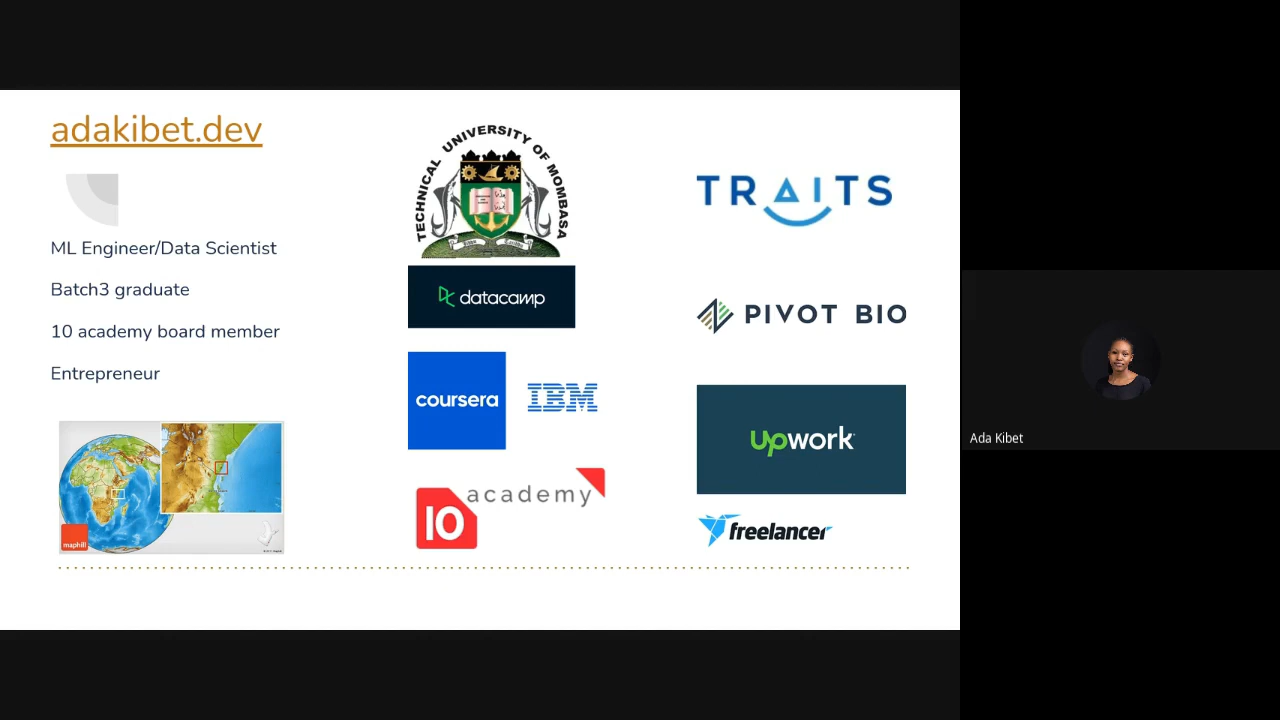 adakibet.dev
ML Engineer/Data Scientist
Batch3 graduate
10 academy board member
Entrepreneur
maphill
TECHNICAL UNIVERSITY OF MOMBASA
datacamp
coursera
IBM
10 academy
TRAITS
PIVOT BIO
upwork
freelancer
Ada Kibet